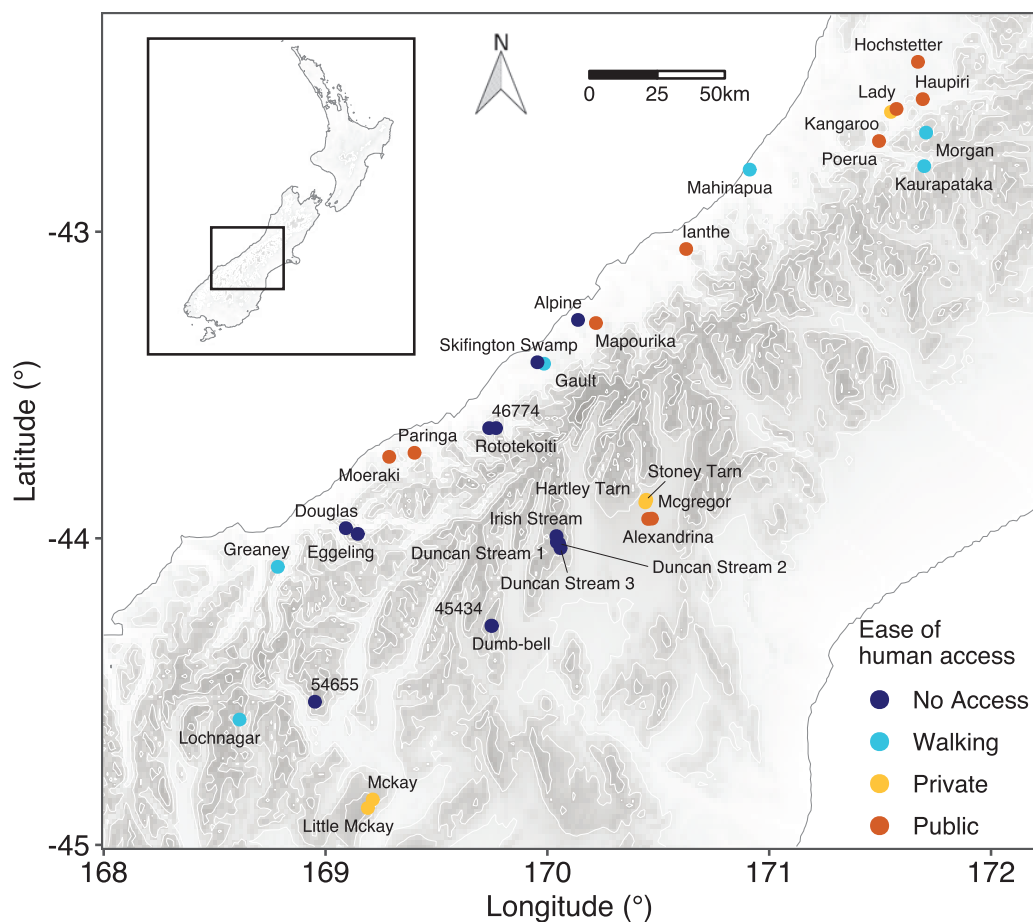 N
0 25 50km
Hochstetter
Haupiri
Lady
Kangaroo
Poerua
Morgan
Kaurapataka
Mahinapua
Ianthe
Alpine
Mapourika
Skifington Swamp
Gault
46774
Rototekoiti
Paringa
Moeraki
Stoney Tarn
Hartley Tarn
Mcgregor
Alexandrina
Irish Stream
Duncan Stream 1
Duncan Stream 2
Duncan Stream 3
Douglas
Eggeling
Greaney
45434
Dumb-bell
54655
Lochnagar
Mckay
Little Mckay
Ease of
human access
No Access
Walking
Private
Public
Latitude (°)
-43
-44
-45
168 169 170 171 172
Longitude (°)